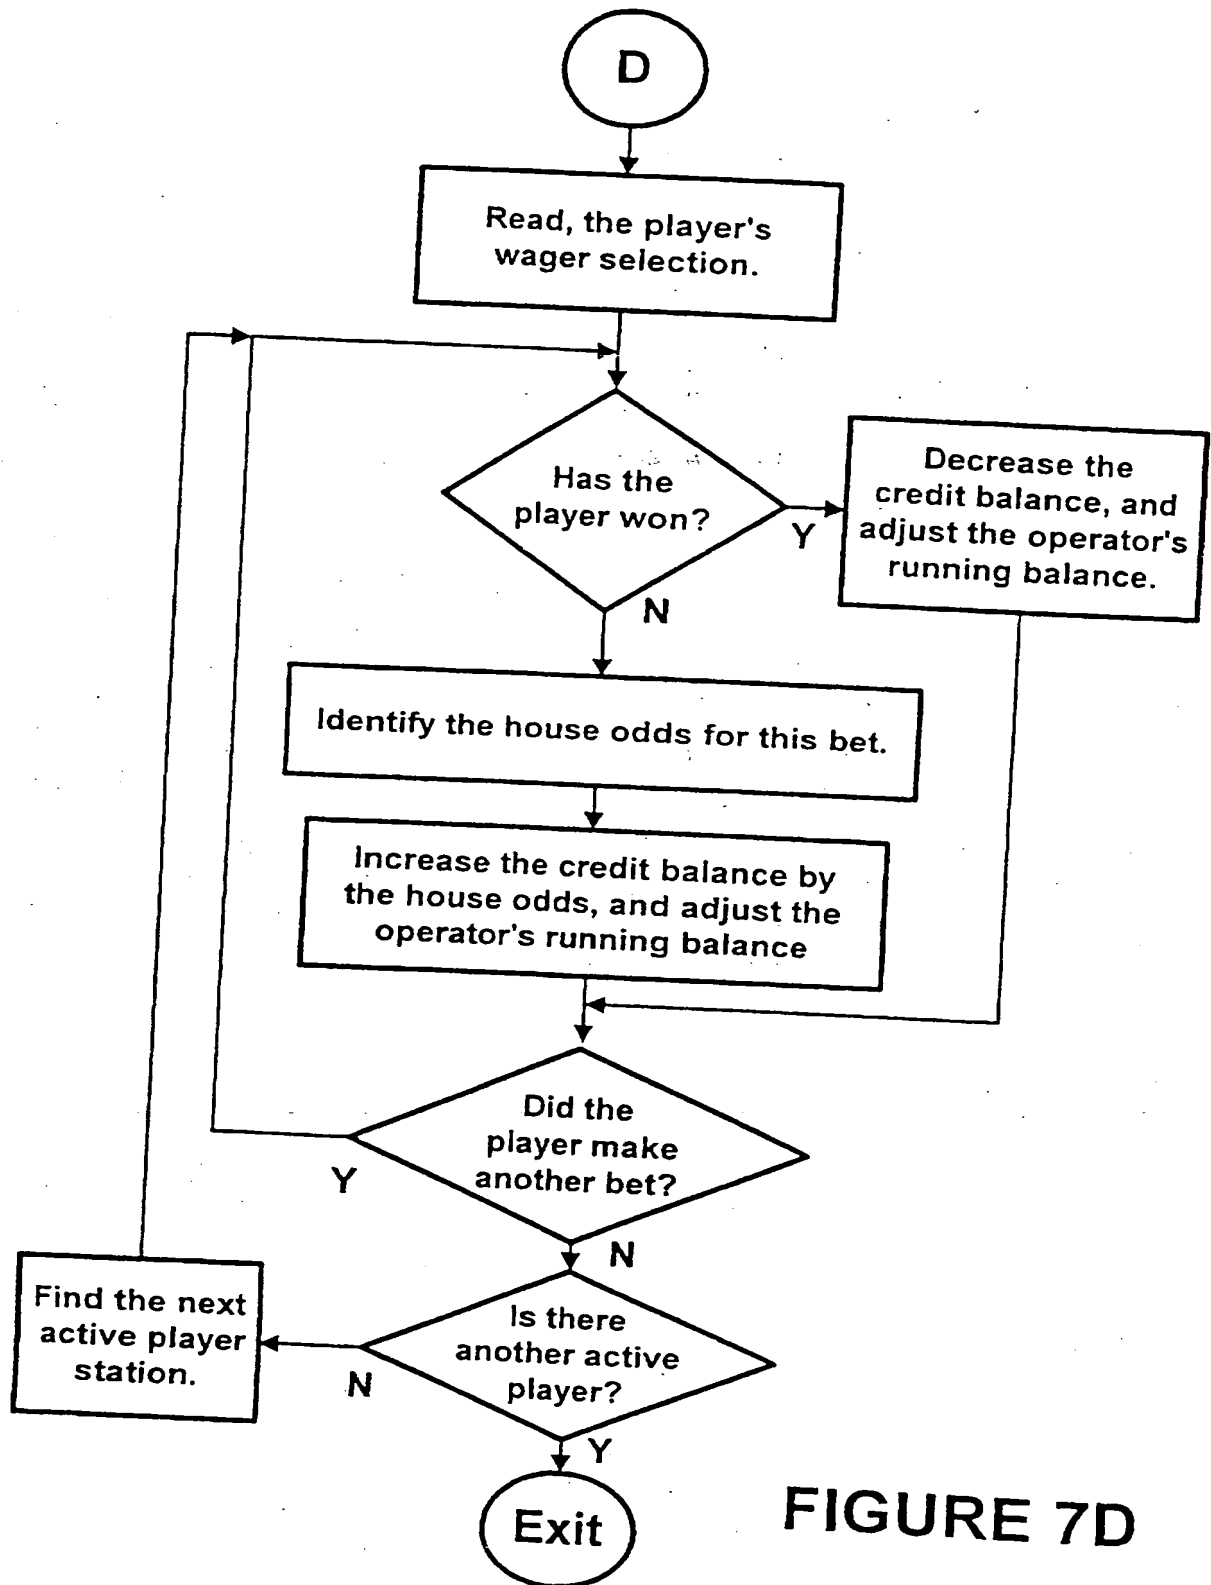 D
Read, the player's
wager selection.
Has the
player won?
Y
Decrease the
credit balance, and
adjust the operator's
running balance.
N
Identify the house odds for this bet.
Increase the credit balance by
the house odds, and adjust the
operator's running balance
Did the
player make
another bet?
Y
N
Find the next
active player
station.
Is there
another active
player?
N
Y
Exit
FIGURE 7D